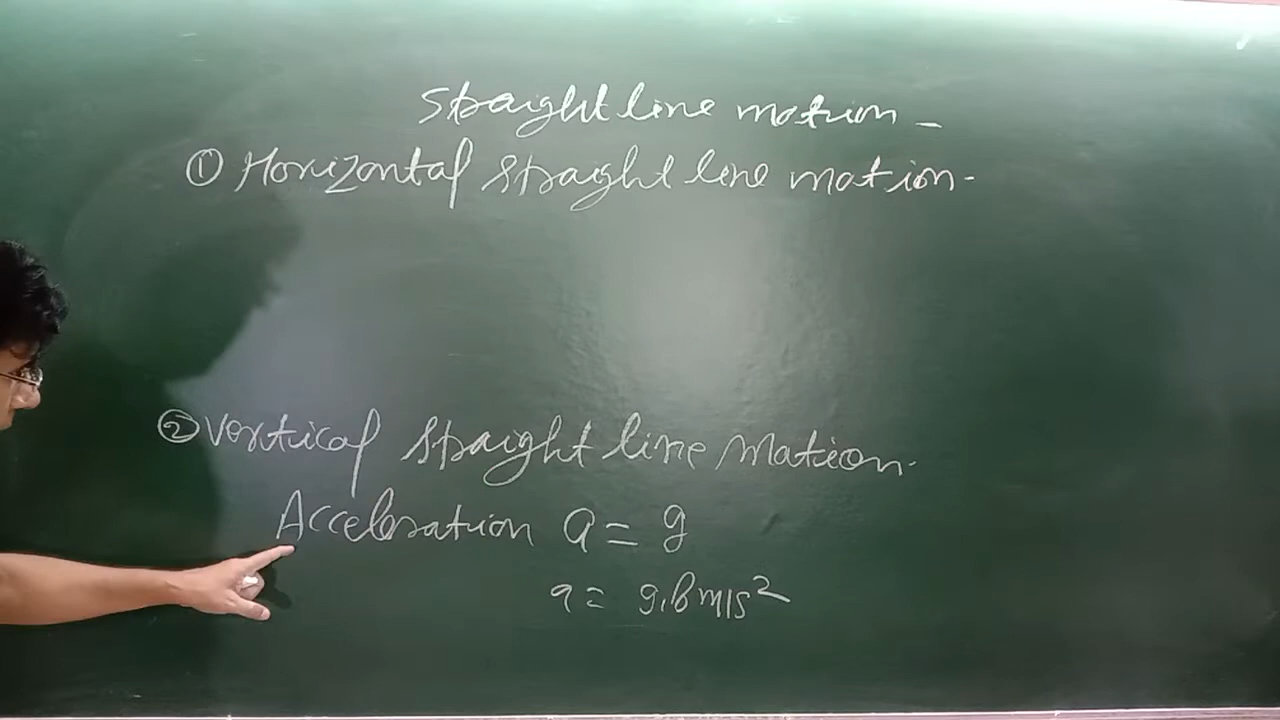 Straight line motion -
① Horizontal straight line motion.
② Vertical straight line motion.
Acceleration a = g
a = 9.8 m/s²